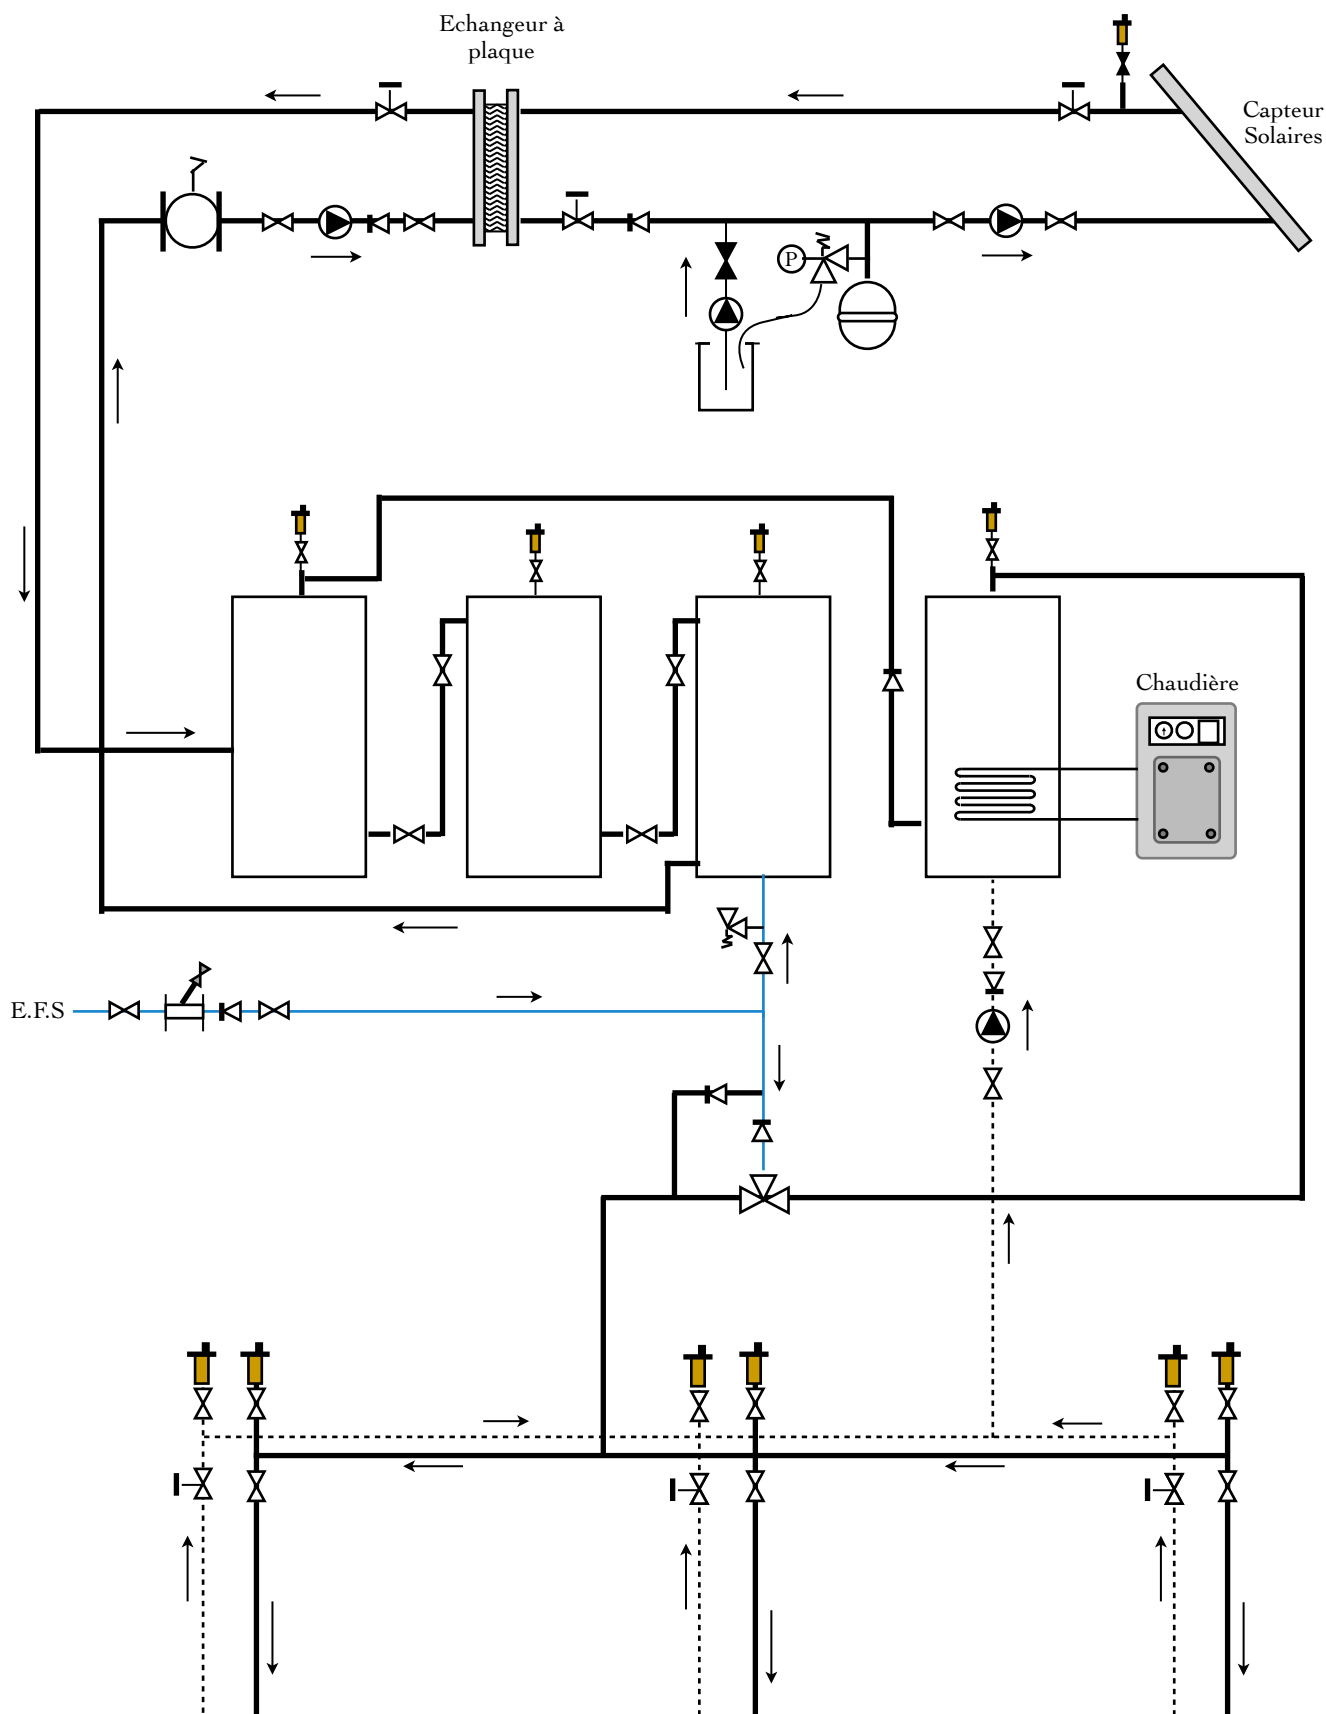 Echangeur à
plaque
Capteur
Solaires
P
Chaudière
E.F.S